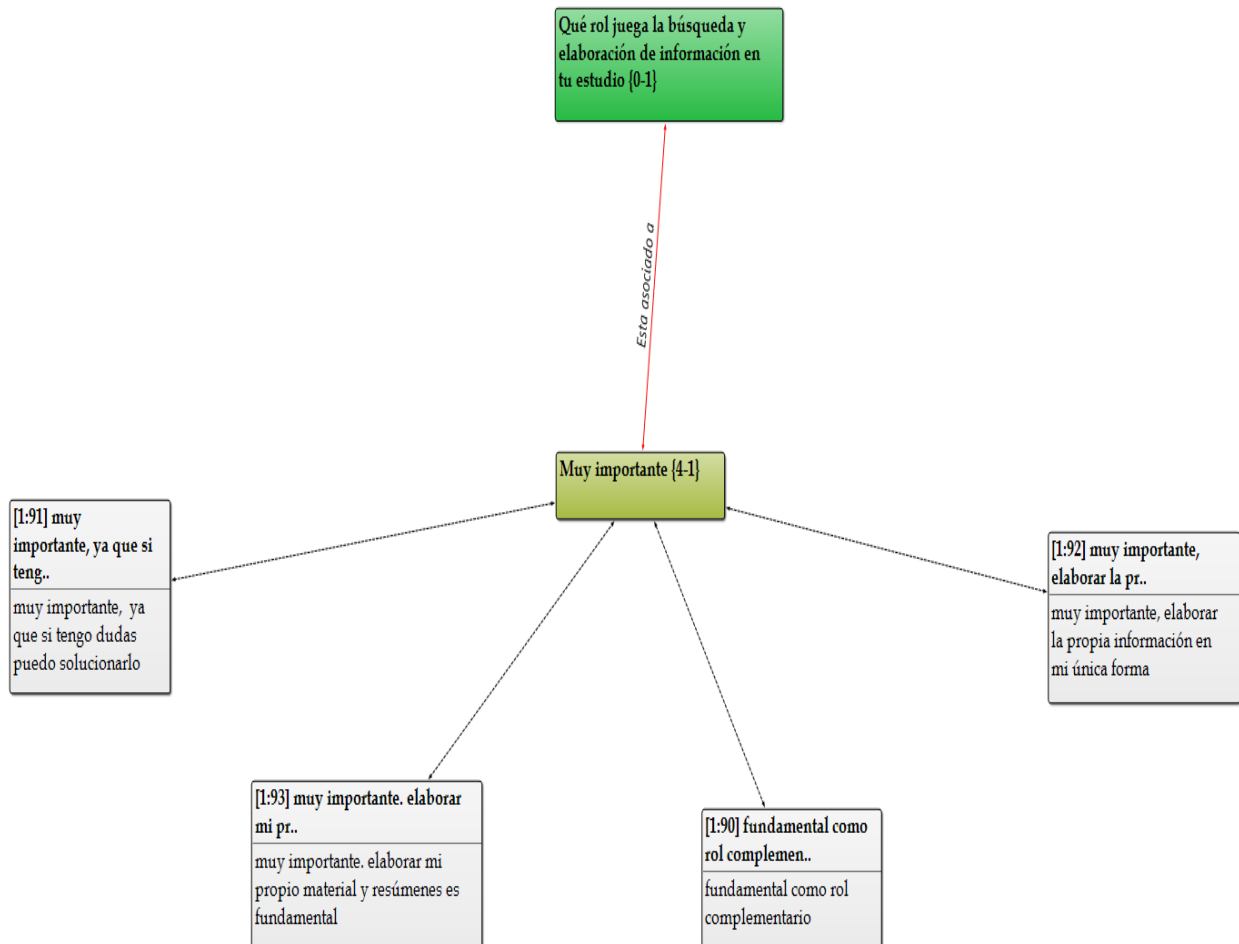 Qué rol juega la búsqueda y
elaboración de información en
tu estudio {0-1}
Esta asociado a
Muy importante {4-1}
[1:91] muy
importante, ya que si
teng..
muy importante, ya
que si tengo dudas
puedo solucionarlo
[1:92] muy importante,
elaborar la pr..
muy importante, elaborar
la propia información en
mi única forma
[1:93] muy importante. elaborar
mi pr..
muy importante. elaborar mi
propio material y resúmenes es
fundamental
[1:90] fundamental como
rol complemen..
fundamental como rol
complementario